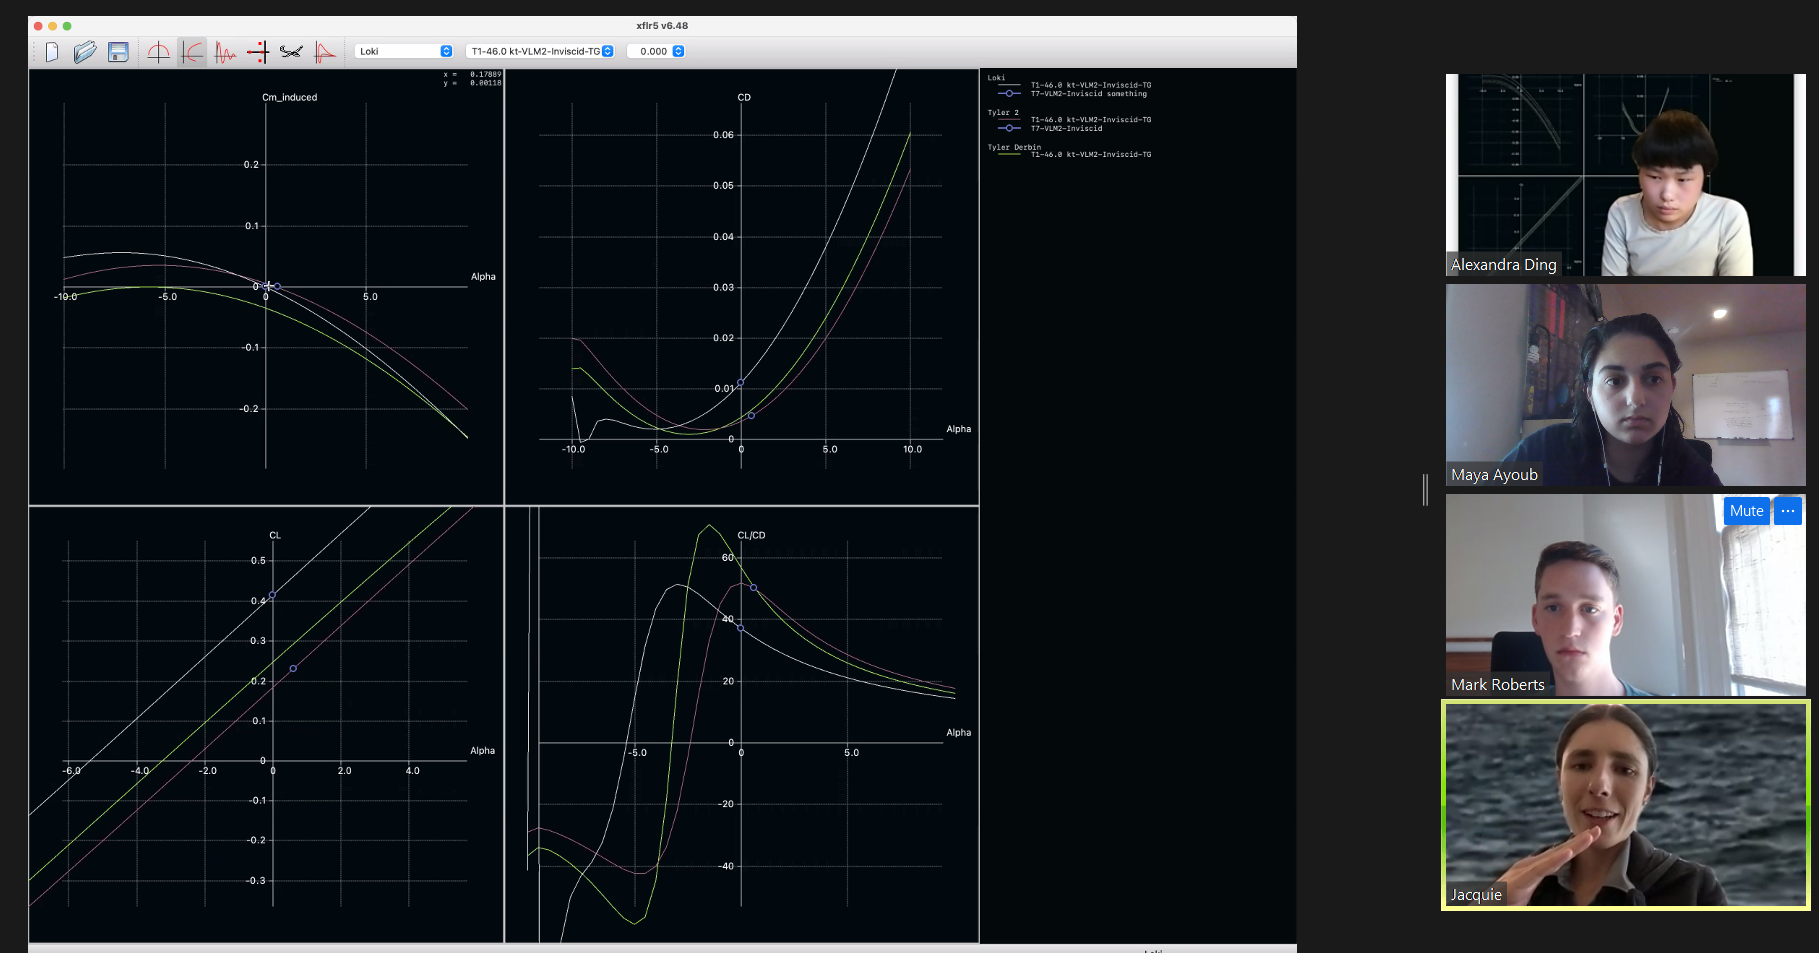 xflr5 v6.48
Loki
T1-46.0 kt-VLM2-Inviscid-TG
0.000
x = 0.17889
y = 0.00118
Cm_induced
0.2
0.1
0
-0.1
-0.2
-10.0
-5.0
0
5.0
Alpha
CD
0.06
0.05
0.04
0.03
0.02
0.01
0
-10.0
-5.0
0
5.0
10.0
Alpha
CL
0.5
0.4
0.3
0.2
0.1
0
-0.1
-0.2
-0.3
-6.0
-4.0
-2.0
0
2.0
4.0
Alpha
CL/CD
60
40
20
0
-20
-40
-5.0
0
5.0
Alpha
Loki
T1-46.0 kt-VLM2-Inviscid-TG
T7-VLM2-Inviscid something
Tyler 2
T1-46.0 kt-VLM2-Inviscid-TG
T7-VLM2-Inviscid
Tyler Derbin
T1-46.0 kt-VLM2-Inviscid-TG
Alexandra Ding
Maya Ayoub
Mute
...
Mark Roberts
Jacquie